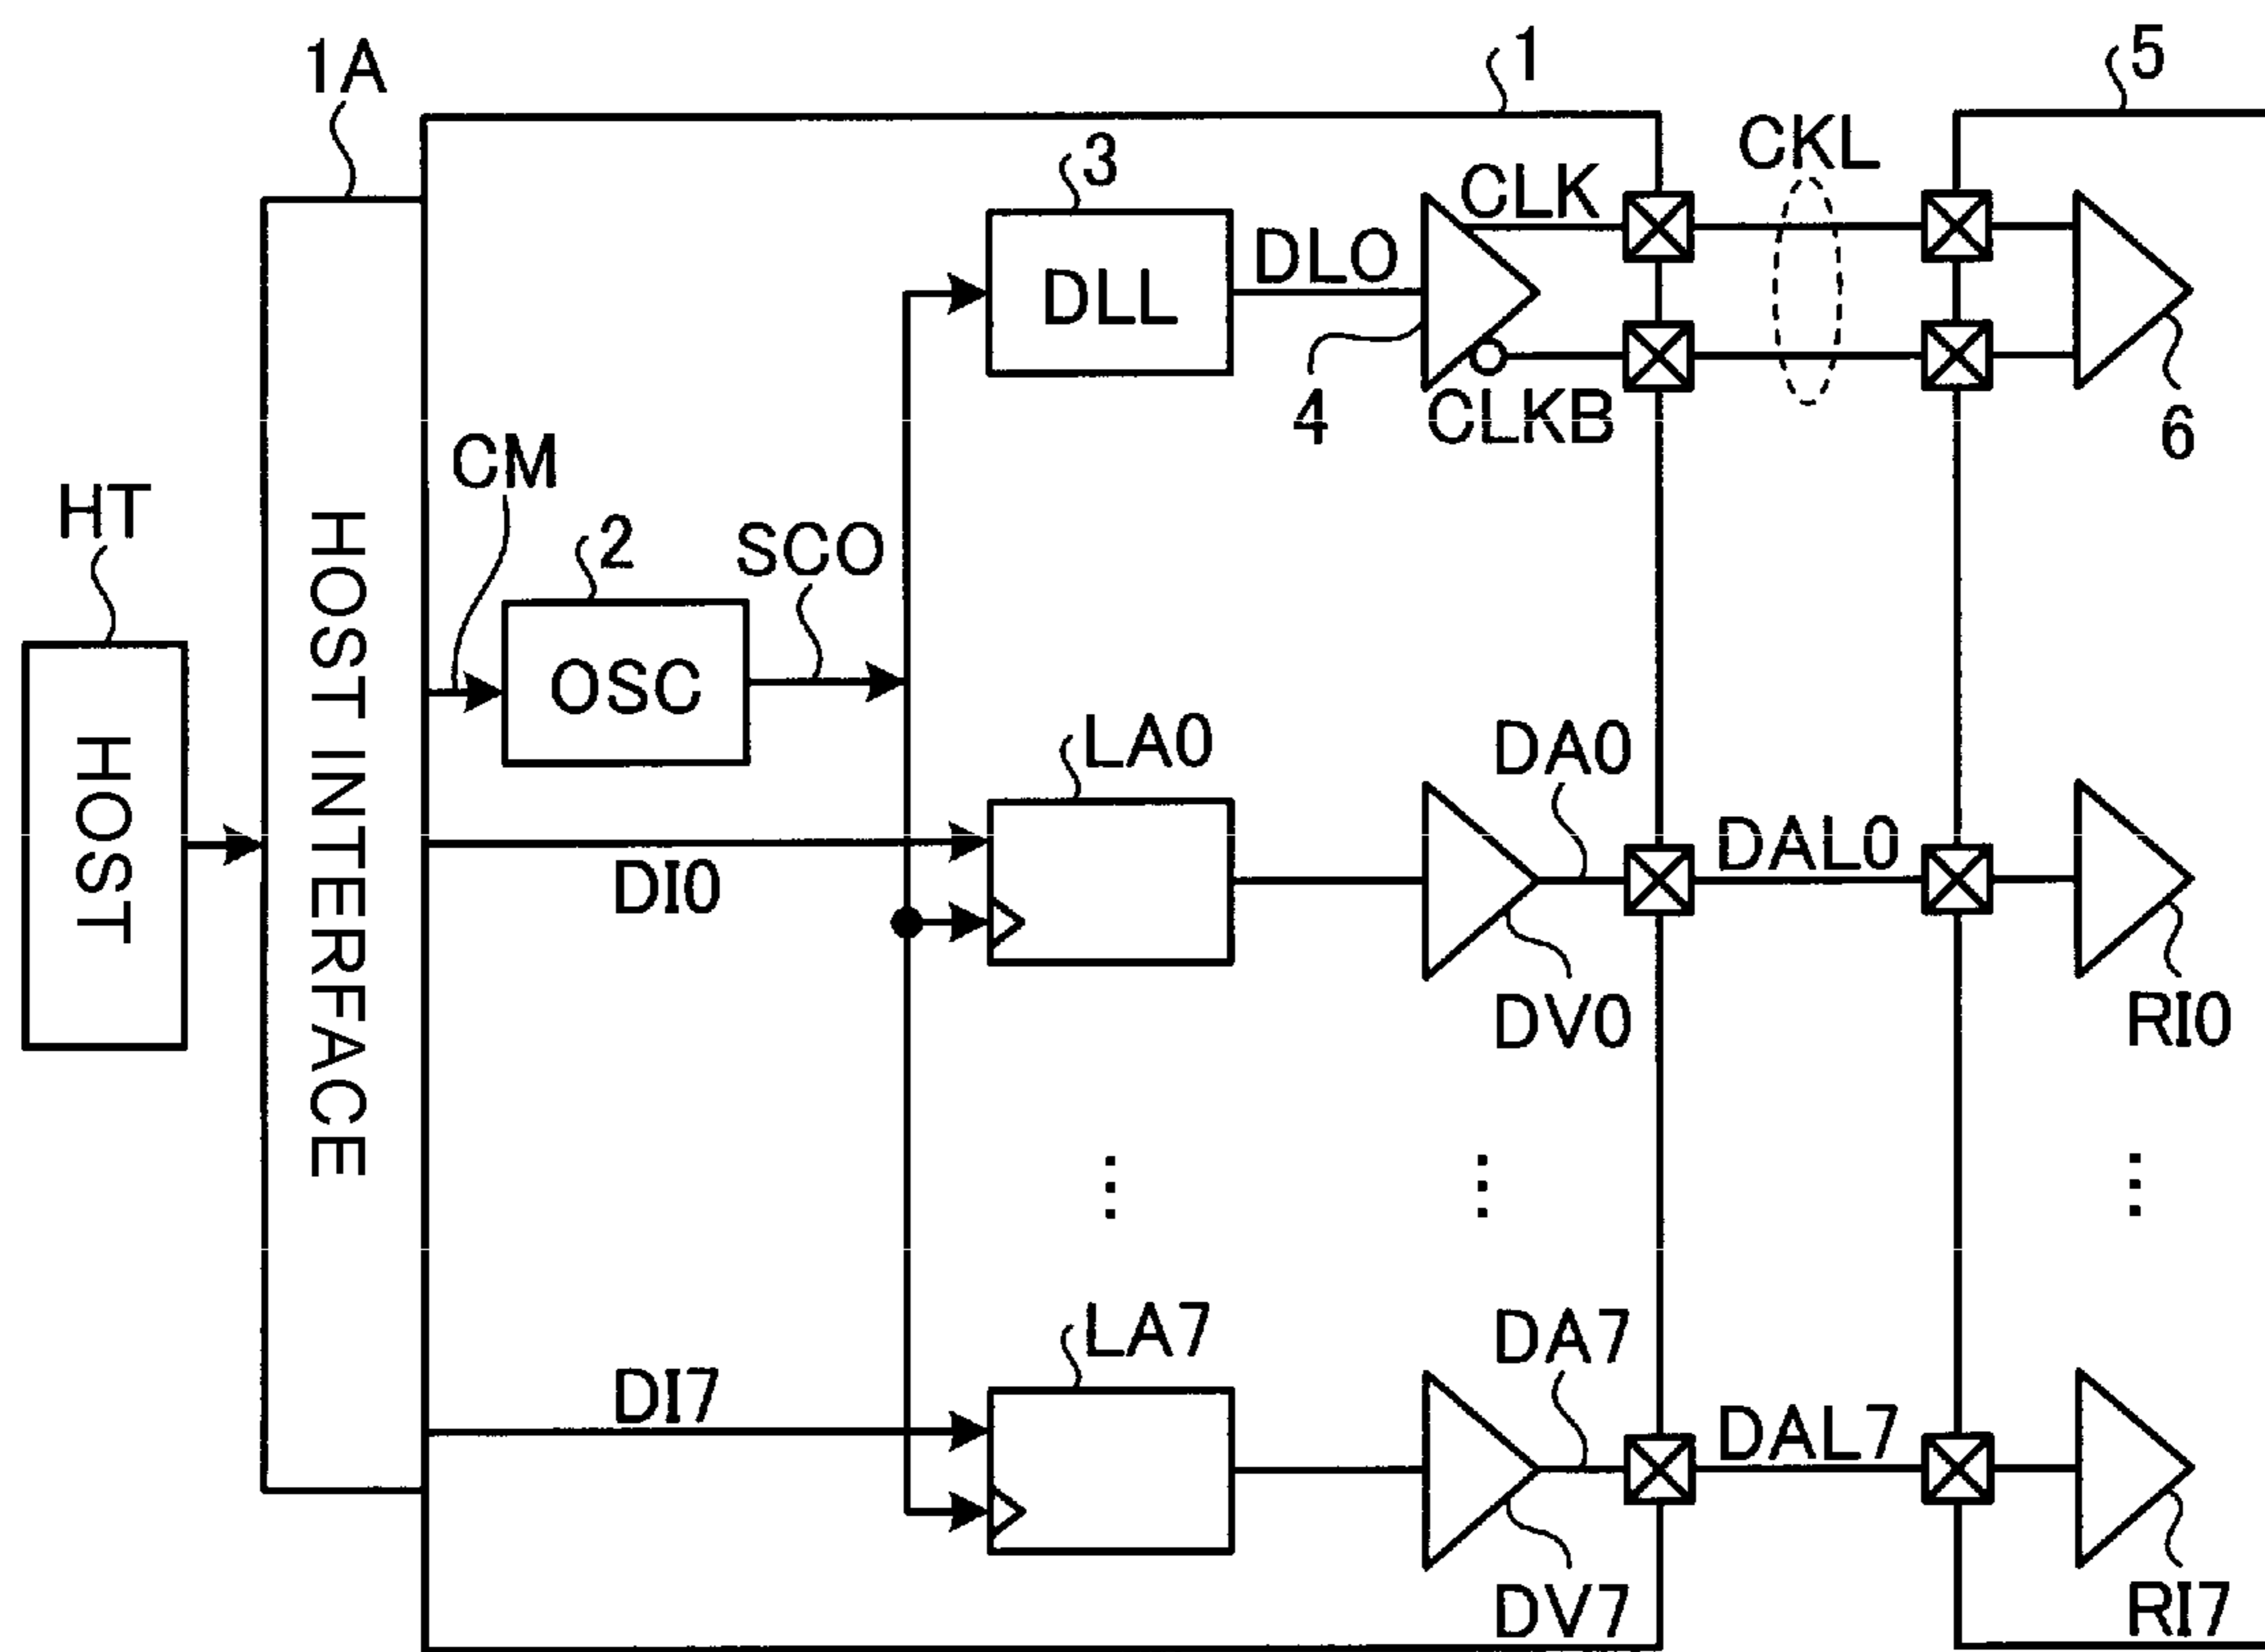 1A
1
5
3
CKL
CLK
DLO
DLL
4
CLKB
6
CM
HT
2
SCO
OSC
HOST INTERFACE
HOST
LA0
DA0
DAL0
DI0
DV0
RI0
LA7
DA7
DAL7
DI7
DV7
RI7